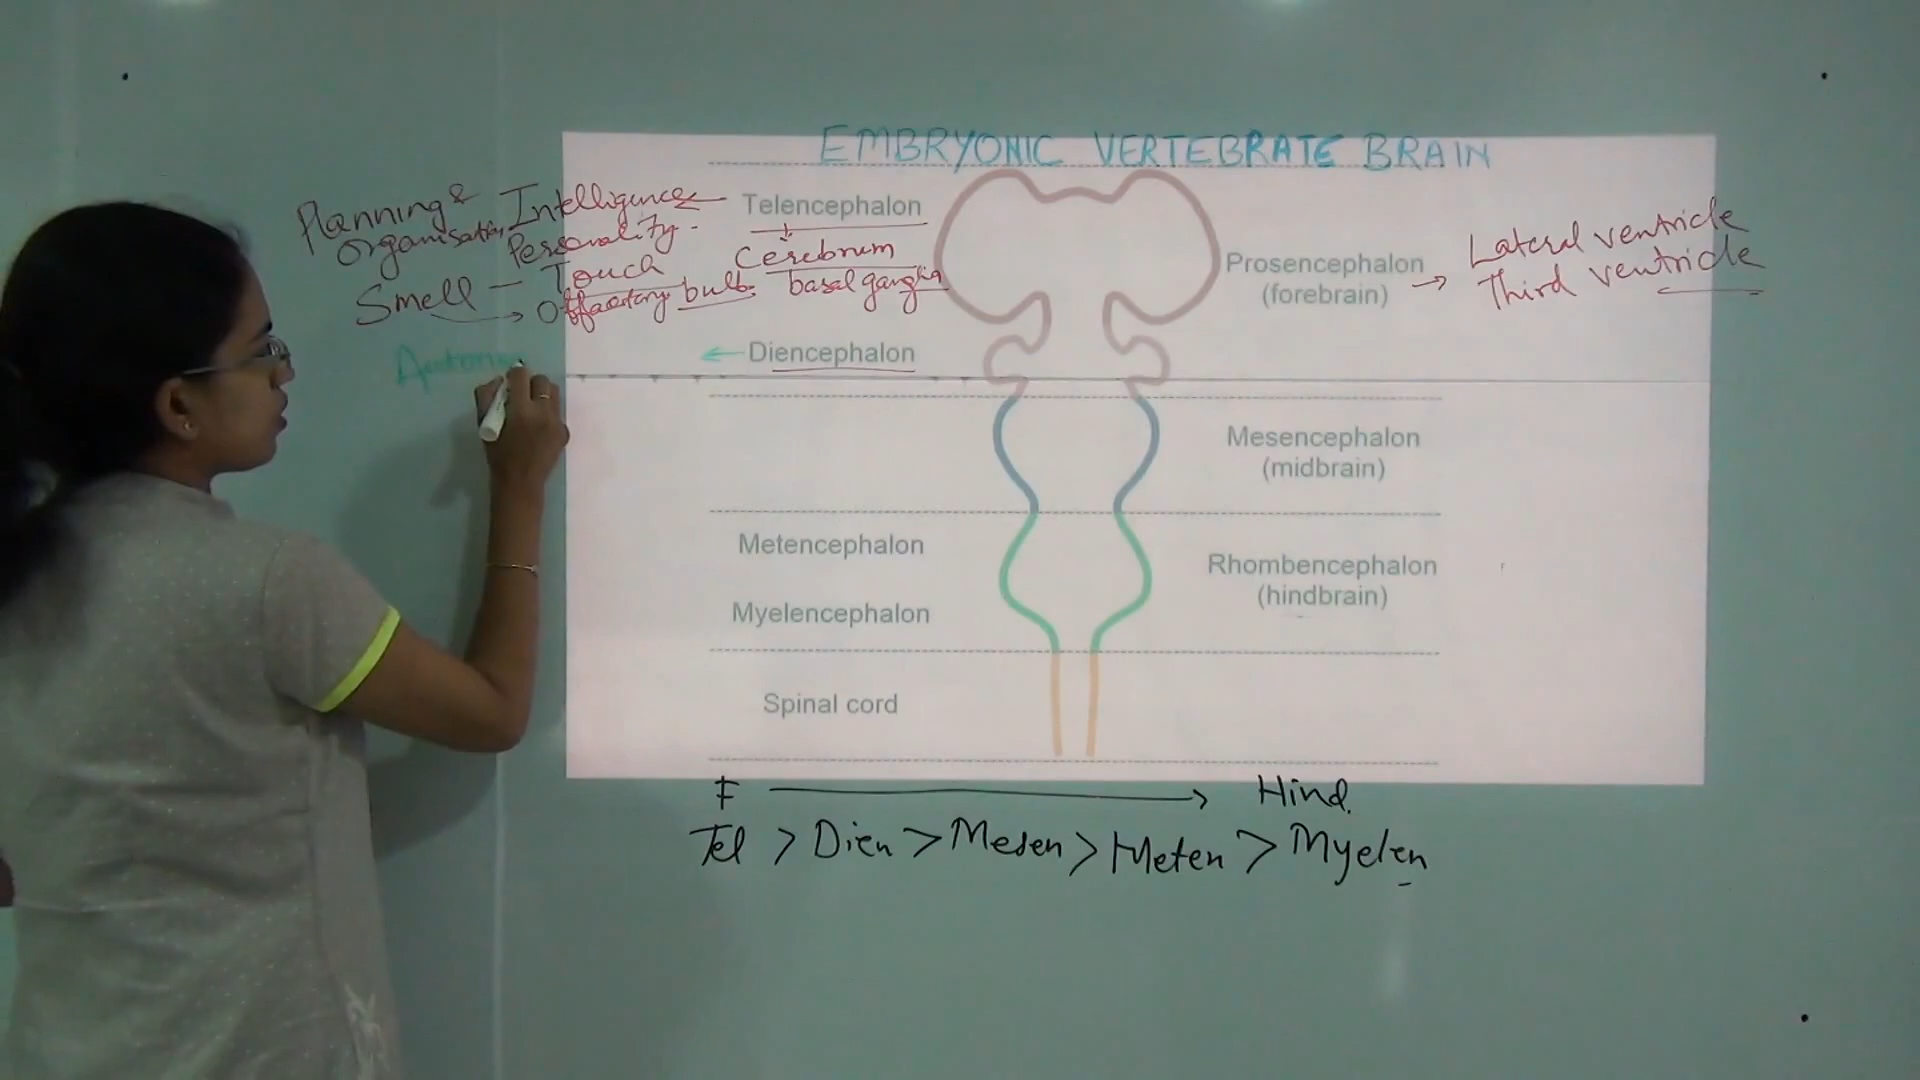 EMBRYONIC VERTEBRATE BRAIN
Planning & Intelligence
organisation, Personality.
Smell - Touch
Olfactory bulb
Telencephalon
Cerebrum
basal ganglia
Prosencephalon
(forebrain)
Lateral ventricle
Third ventricle
Diencephalon
Mesencephalon
(midbrain)
Metencephalon
Myelencephalon
Rhombencephalon
(hindbrain)
Spinal cord
F → Hind.
Tel > Dien > Mesen > Meten > Myelen